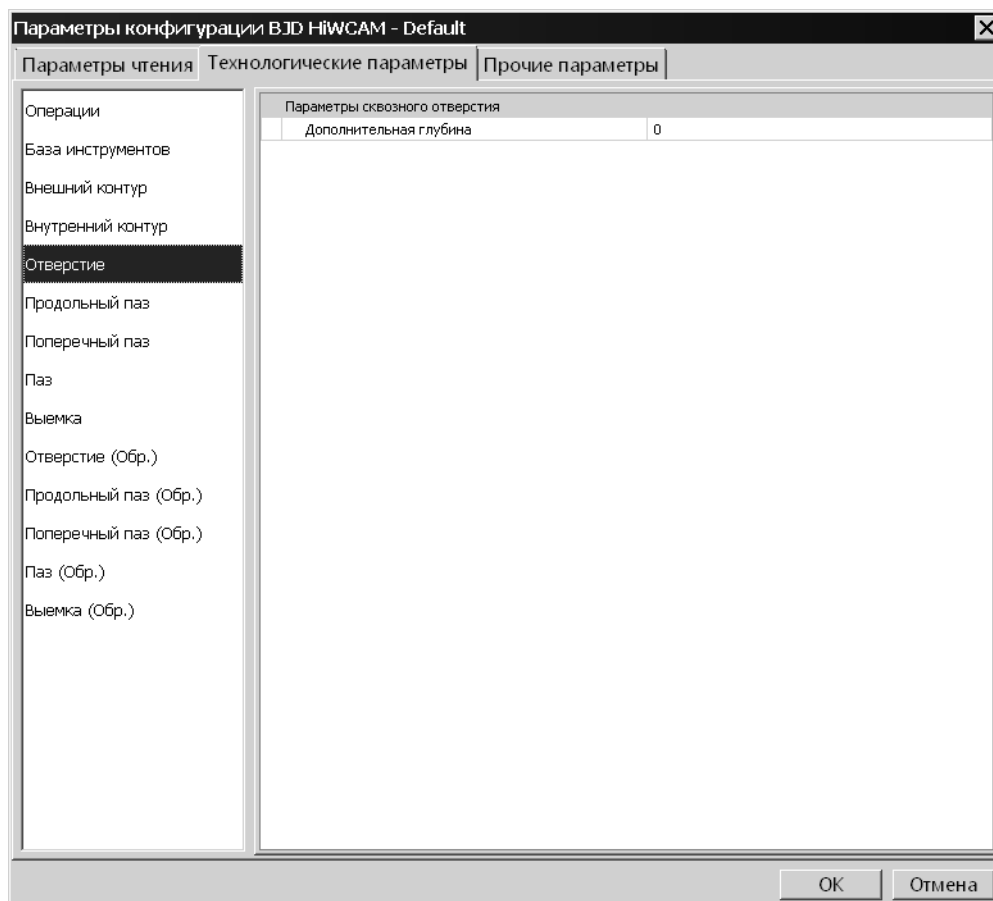 Параметры конфигурации BJD HiWCAM - Default
Параметры чтения Технологические параметры Прочие параметры
Операции
База инструментов
Внешний контур
Внутренний контур
Отверстие
Продольный паз
Поперечный паз
Паз
Выемка
Отверстие (Обр.)
Продольный паз (Обр.)
Поперечный паз (Обр.)
Паз (Обр.)
Выемка (Обр.)
Параметры сквозного отверстия
Дополнительная глубина 0
OK Отмена